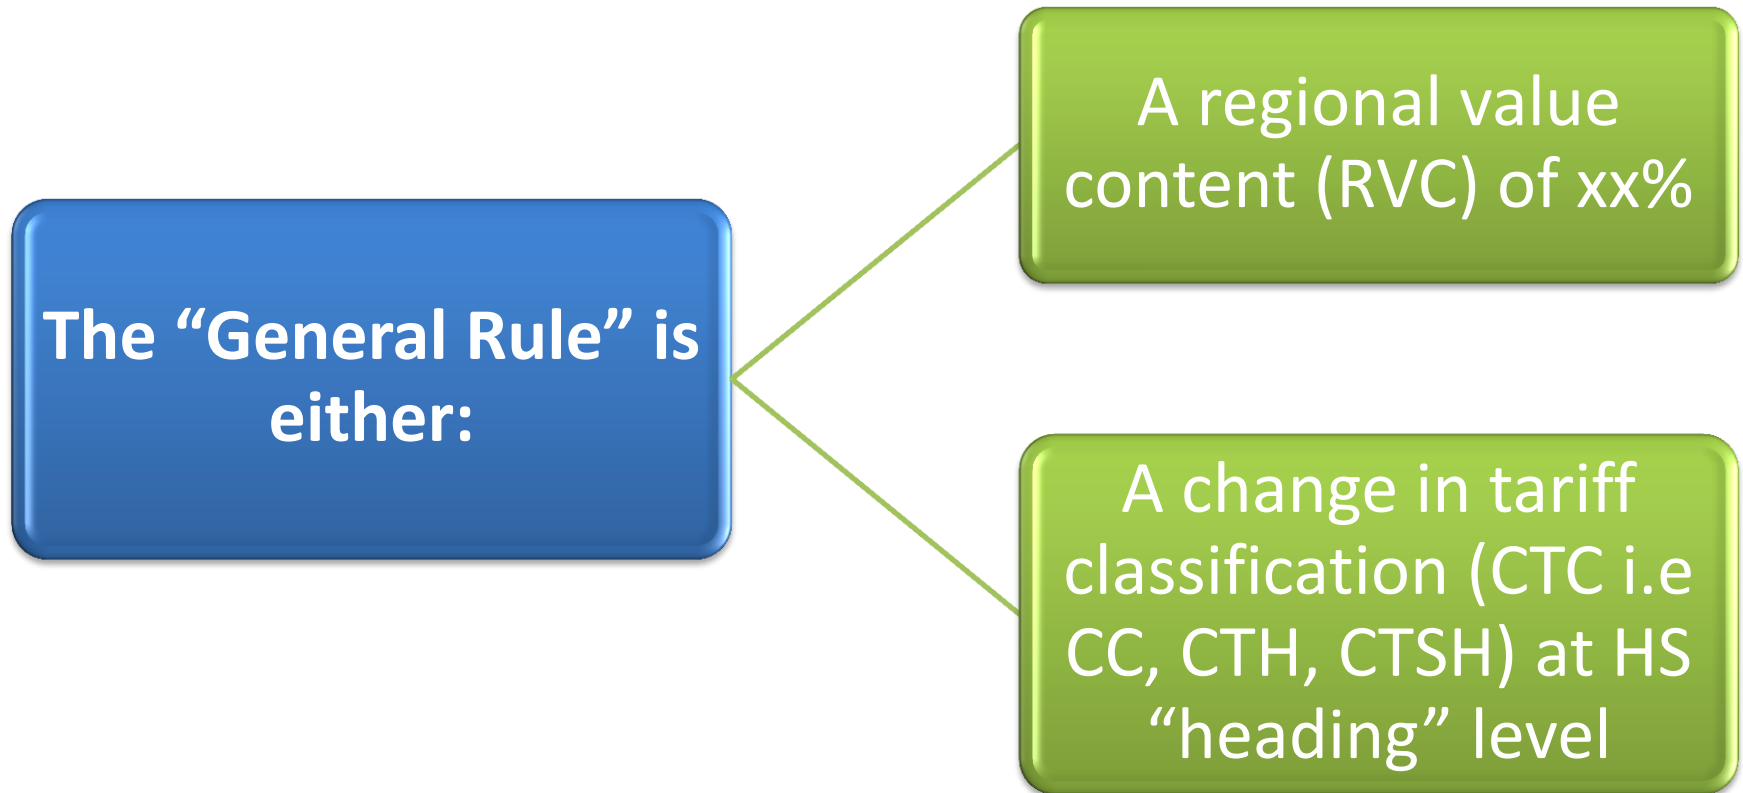 The “General Rule” is
either:
A regional value
content (RVC) of xx%
A change in tariff
classification (CTC i.e
CC, CTH, CTSH) at HS
“heading” level